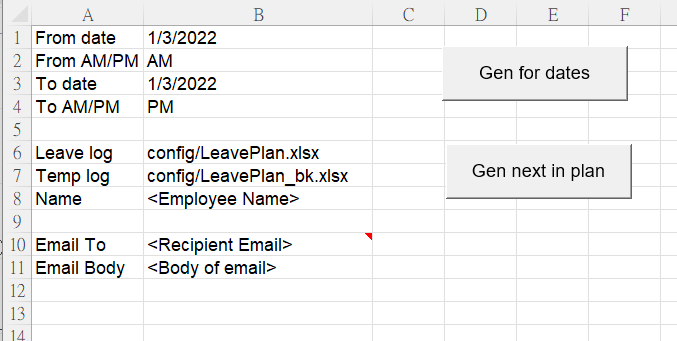 A B C D E F
1 From date 1/3/2022
2 From AM/PM AM
Gen for dates
3 To date 1/3/2022
4 To AM/PM PM
5
6 Leave log config/LeavePlan.xlsx
7 Temp log config/LeavePlan_bk.xlsx
Gen next in plan
8 Name <Employee Name>
9
10 Email To <Recipient Email>
11 Email Body <Body of email>
12
13
14